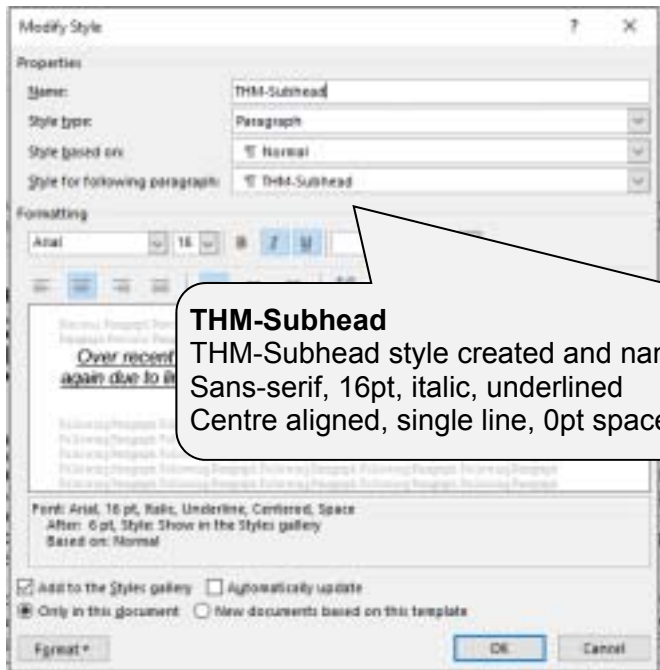 Modify Style ? ×
Properties
Name: THM-Subhead
Style type: Paragraph
Style based on: ¶ Normal
Style for following paragraph: ¶ THM-Subhead
Formatting
Arial 16 B I U
THM-Subhead
THM-Subhead style created and nam
Sans-serif, 16pt, italic, underlined
Centre aligned, single line, 0pt space
Over recent
again due to
Font: Arial, 16 pt, Italic, Underline, Centered, Space
After: 6 pt, Style: Show in the Styles gallery
Based on: Normal
Add to the Styles gallery Automatically update
Only in this document New documents based on this template
Format OK Cancel